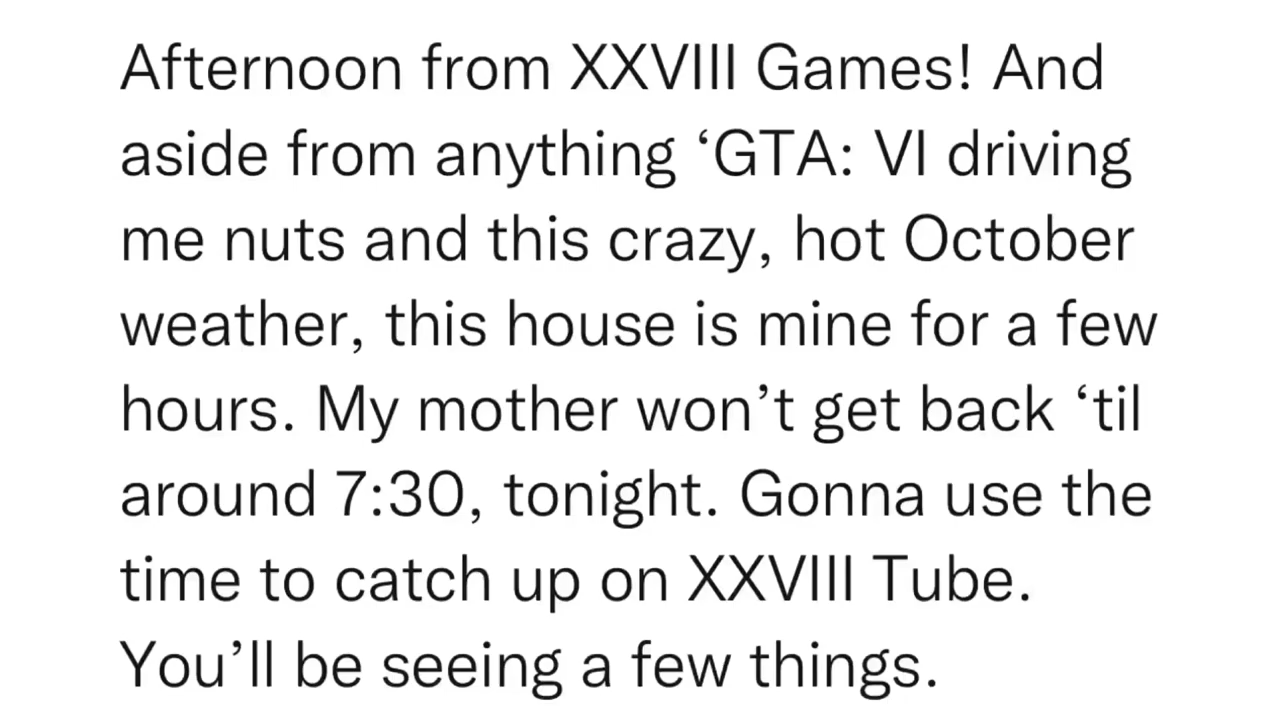 Afternoon from XXVIII Games! And
aside from anything ‘GTA: VI driving
me nuts and this crazy, hot October
weather, this house is mine for a few
hours. My mother won’t get back ‘til
around 7:30, tonight. Gonna use the
time to catch up on XXVIII Tube.
You’ll be seeing a few things.